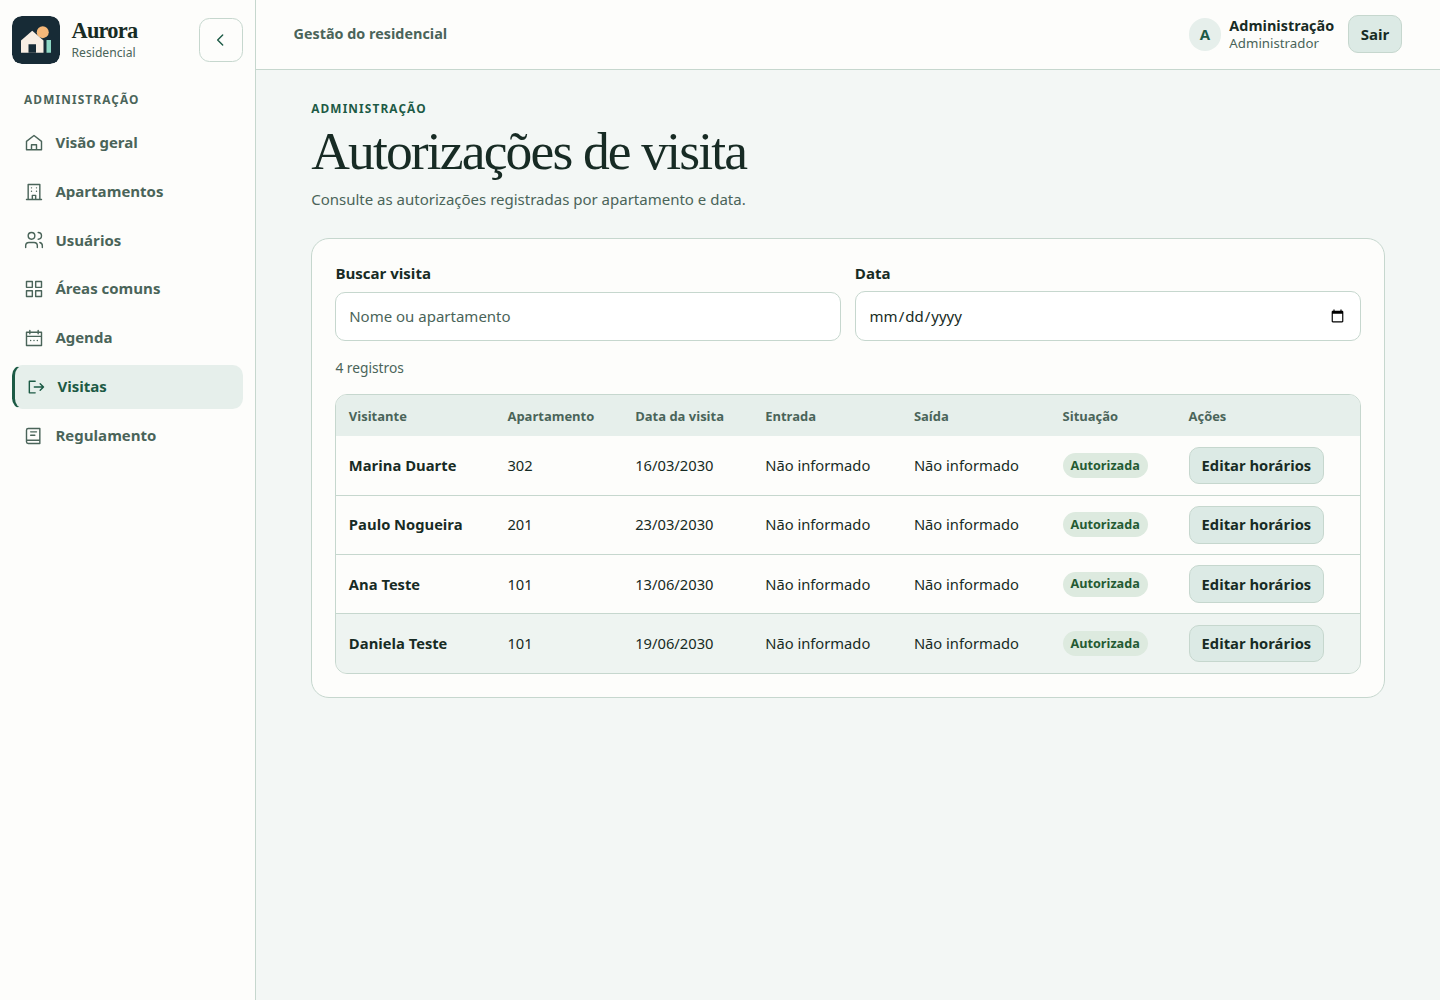 Aurora
Residencial
ADMINISTRAÇÃO
Visão geral
Apartamentos
Usuários
Áreas comuns
Agenda
Visitas
Regulamento
Gestão do residencial
A
Administração
Administrador
Sair
ADMINISTRAÇÃO
Autorizações de visita
Consulte as autorizações registradas por apartamento e data.
Buscar visita
Data
Nome ou apartamento
mm/dd/yyyy
4 registros
Visitante Apartamento Data da visita Entrada Saída Situação Ações
Marina Duarte 302 16/03/2030 Não informado Não informado Autorizada Editar horários
Paulo Nogueira 201 23/03/2030 Não informado Não informado Autorizada Editar horários
Ana Teste 101 13/06/2030 Não informado Não informado Autorizada Editar horários
Daniela Teste 101 19/06/2030 Não informado Não informado Autorizada Editar horários